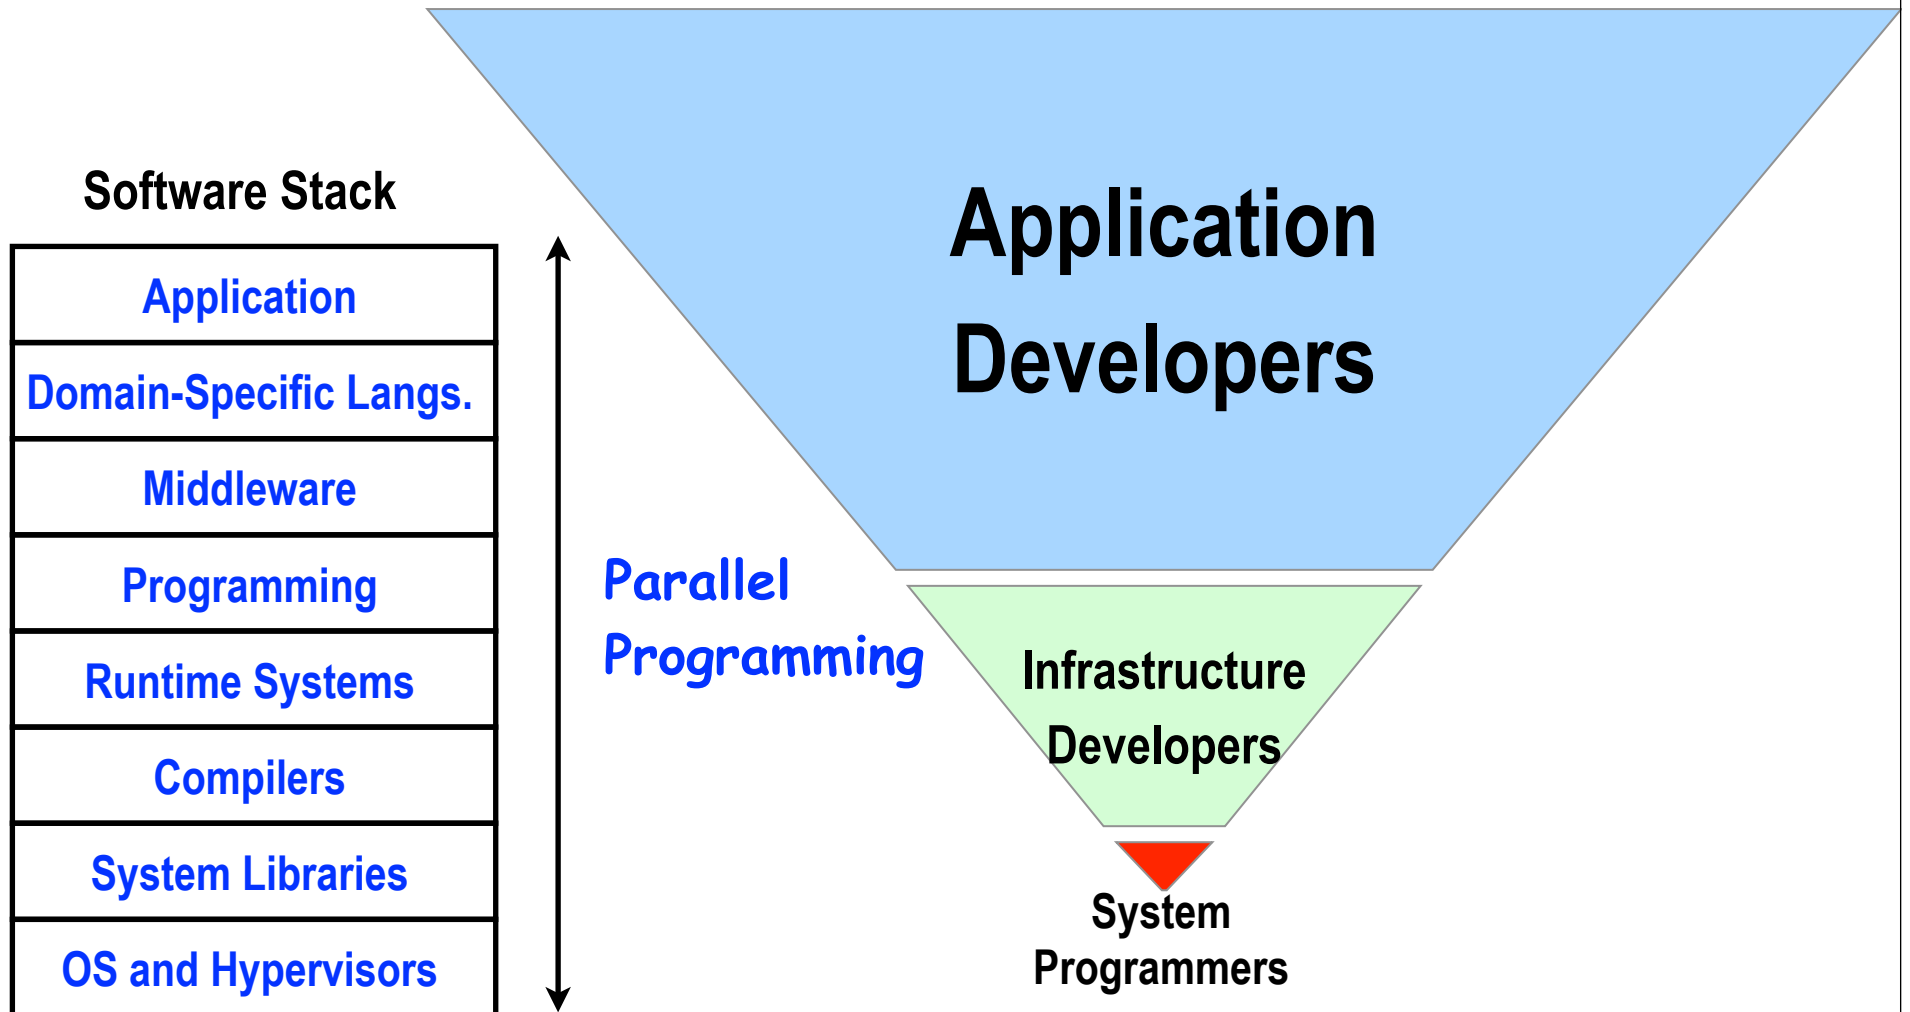 Software Stack
Application
Domain-Specific Langs.
Middleware
Programming
Runtime Systems
Compilers
System Libraries
OS and Hypervisors
Parallel
Programming
Application
Developers
Infrastructure
Developers
System
Programmers